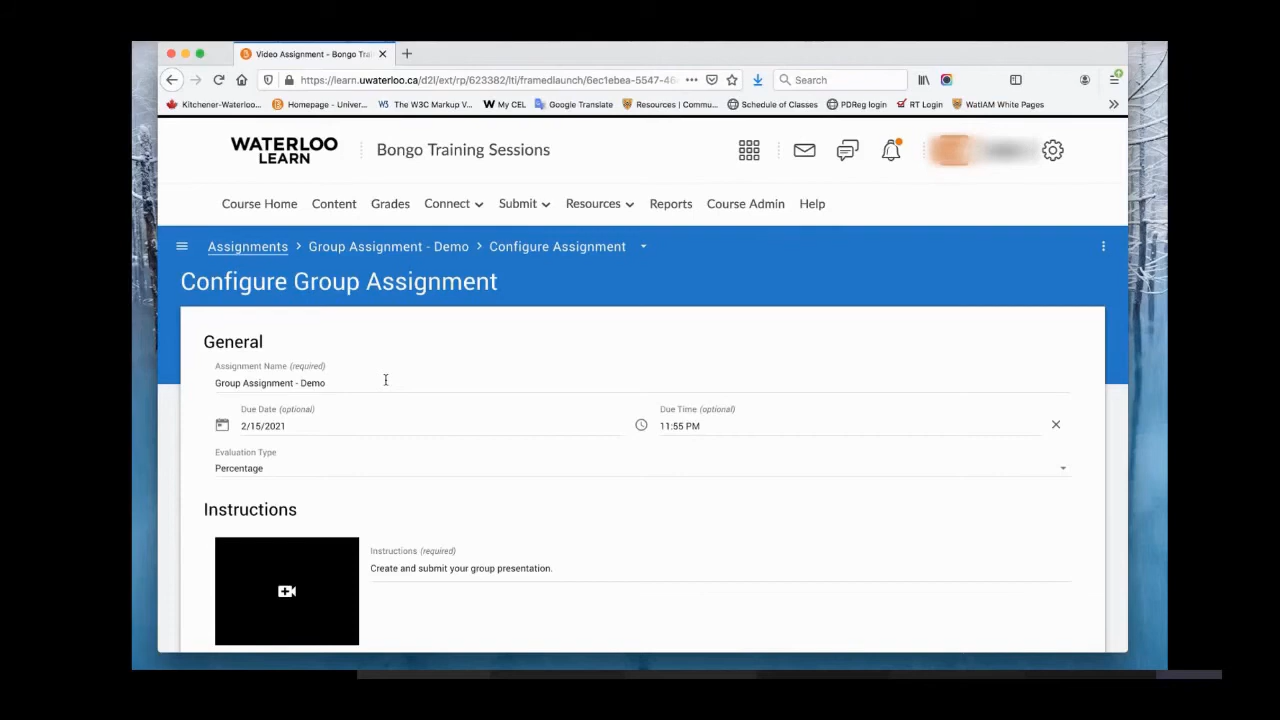 Video Assignment - Bongo Trai
https://learn.uwaterloo.ca/d2l/ext/rp/623382/lti/framedlaunch/6ec1ebea-5547-46 Search
Kitchener-Waterloo... Homepage - Univer... The W3C Markup V... My CEL Google Translate Resources | Commu... Schedule of Classes PDReg login RT Login WatIAM White Pages
WATERLOO
LEARN
Bongo Training Sessions
Course Home Content Grades Connect Submit Resources Reports Course Admin Help
Assignments > Group Assignment - Demo > Configure Assignment
Configure Group Assignment
General
Assignment Name (required)
Group Assignment - Demo
Due Date (optional) Due Time (optional)
2/15/2021 11:55 PM
Evaluation Type
Percentage
Instructions
Instructions (required)
Create and submit your group presentation.